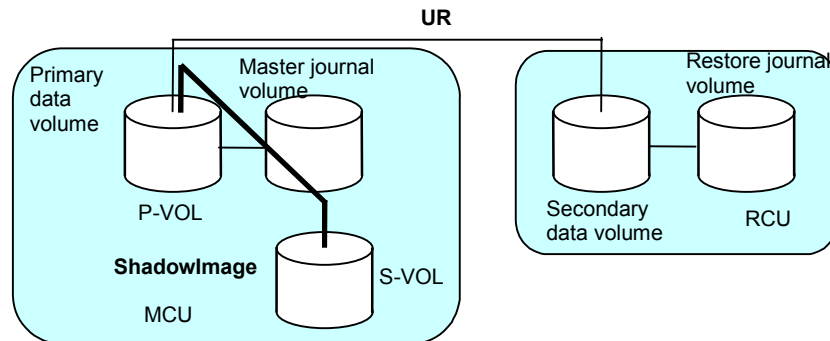 UR
Primary
data
volume
Master journal
volume
Restore journal
volume
P-VOL
Secondary
data volume
RCU
ShadowImage
S-VOL
MCU